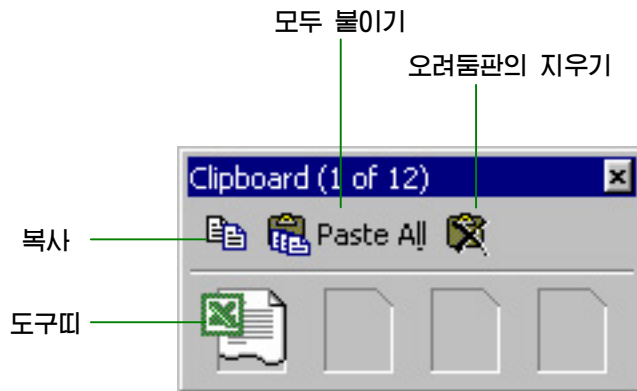 모두 붙이기
오려둠판의 지우기
Clipboard (1 of 12)
복사
Paste All
도구띠